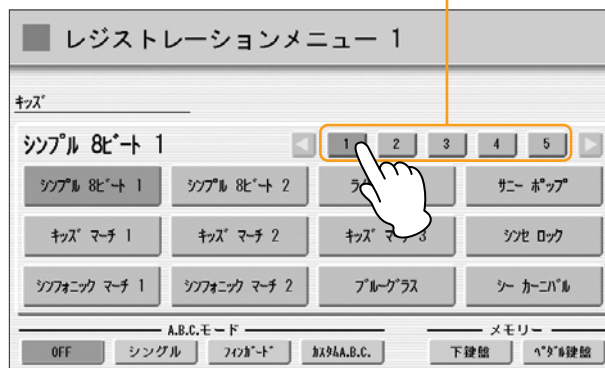 レジストレーションメニュー 1
キッズ
シンプル 8ビート 1
1 2 3 4 5
シンプル 8ビート 1 シンプル 8ビート 2 サニー ポップ
キッズ マーチ 1 キッズ マーチ 2 キッズ マーチ 3 シンセ ロック
シンフォニック マーチ 1 シンフォニック マーチ 2 ブルーグラス シー カーニバル
A.B.C.モード メモリー
OFF シングル フィンガード カスタムA.B.C. 下鍵盤 ペダル鍵盤